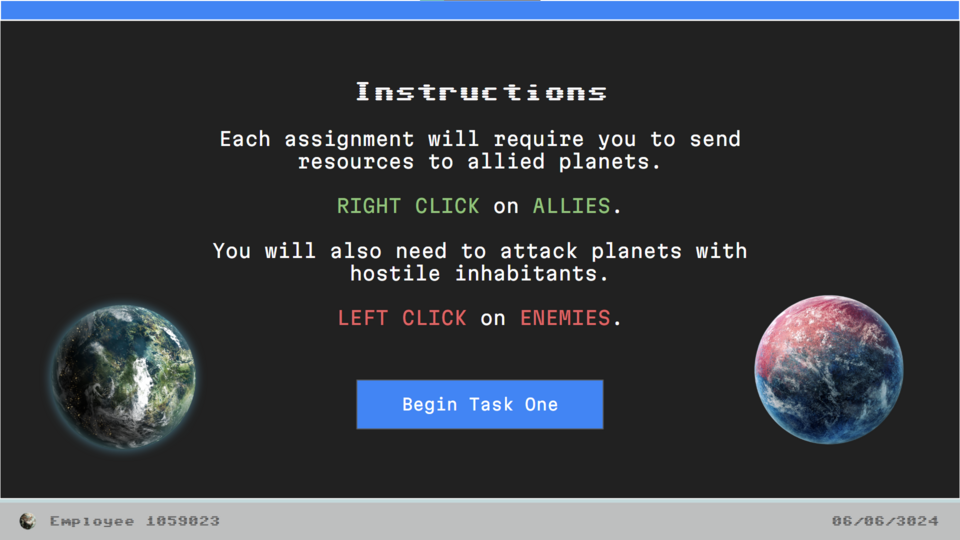 Instructions
Each assignment will require you to send
resources to allied planets.
RIGHT CLICK on ALLIES.
You will also need to attack planets with
hostile inhabitants.
LEFT CLICK on ENEMIES.
Begin Task One
Employee 1059023
06/06/3024